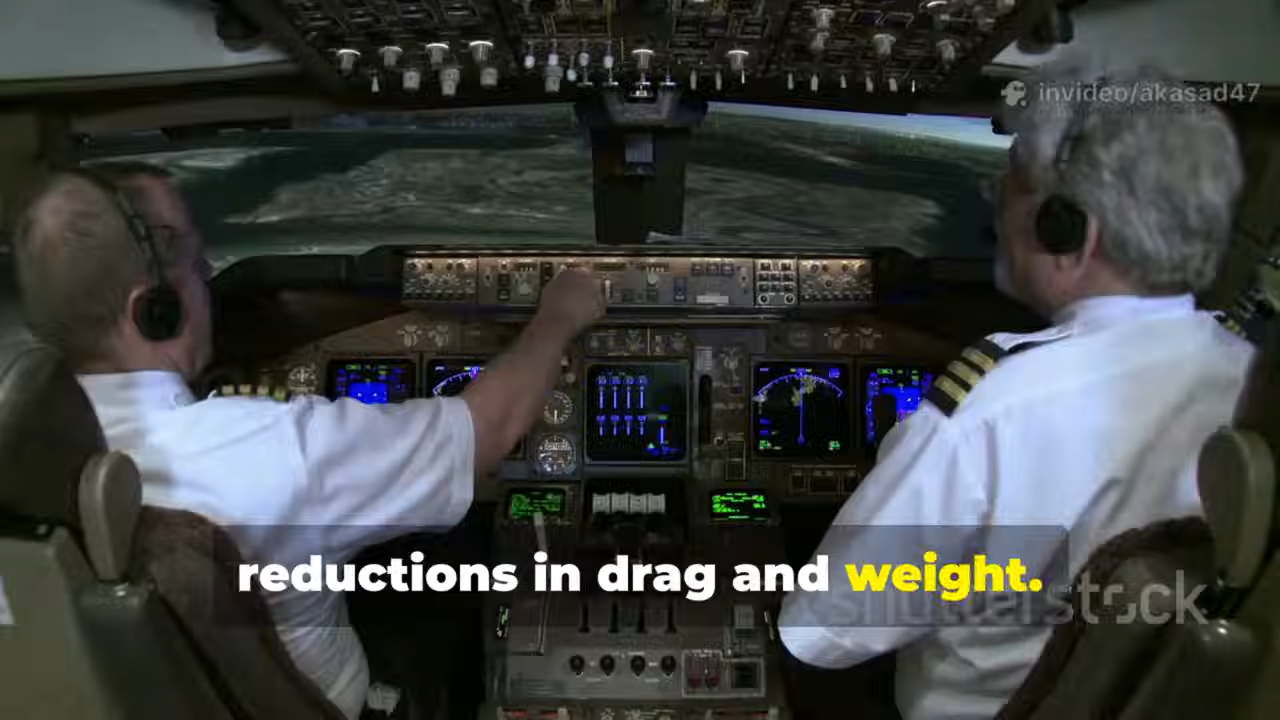 invideo/akasad47
reductions in drag and weight.
shutterstock